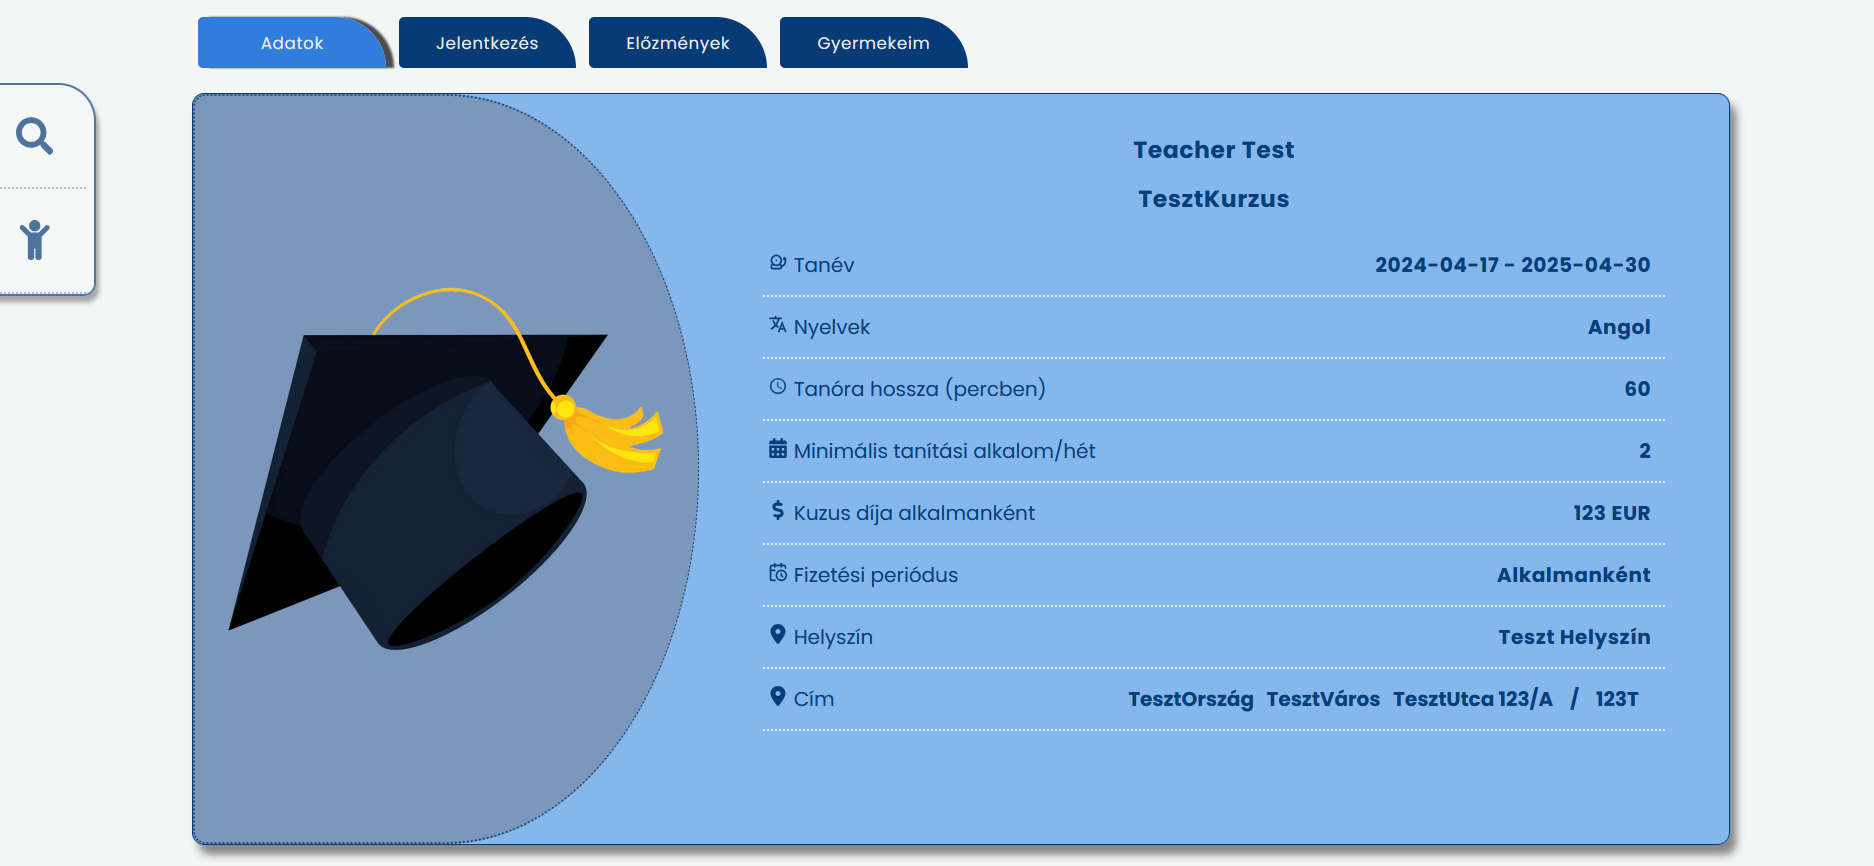 Adatok Jelentkezés Előzmények Gyermekeim
Teacher Test
TesztKurzus
Tanév 2024-04-17 - 2025-04-30
Nyelvek Angol
Tanóra hossza (percben) 60
Minimális tanítási alkalom/hét 2
Kuzus díja alkalmanként 123 EUR
Fizetési periódus Alkalmanként
Helyszín Teszt Helyszín
Cím TesztOrszág TesztVáros TesztUtca 123/A / 123T